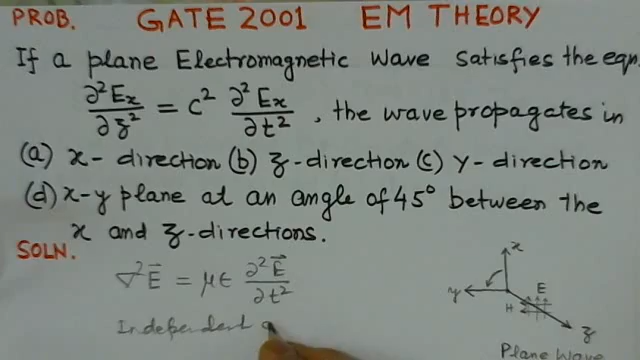 PROB. GATE 2001 EM THEORY
If a plane Electromagnetic wave satisfies the eqn.
∂²Ex/∂z² = c² ∂²Ex/∂t², the wave propagates in
(a) x-direction (b) z-direction (c) Y-direction
(d) x-y plane at an angle of 45° between the
x and z-directions.
SOLN.
∇²E⃗ = μϵ ∂²E⃗/∂t²
Independent
x
y
E
H
z
Plane Wave